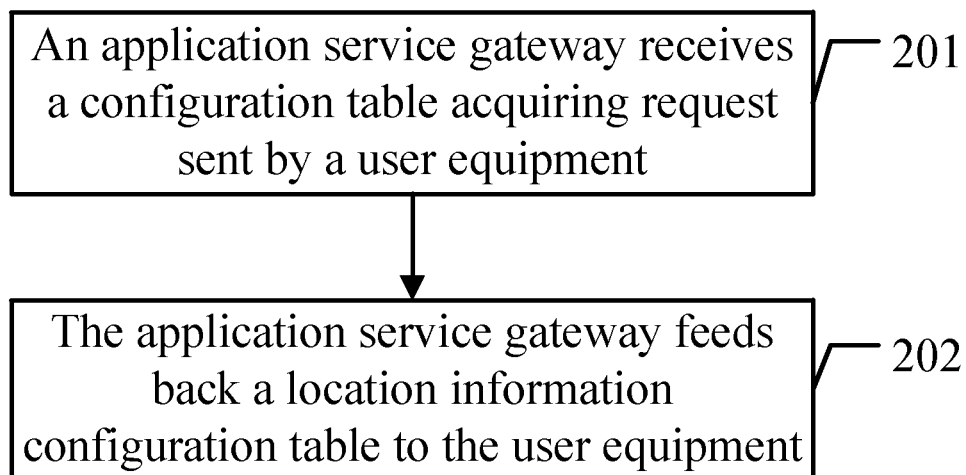 An application service gateway receives
a configuration table acquiring request
sent by a user equipment
201
The application service gateway feeds
back a location information
configuration table to the user equipment
202